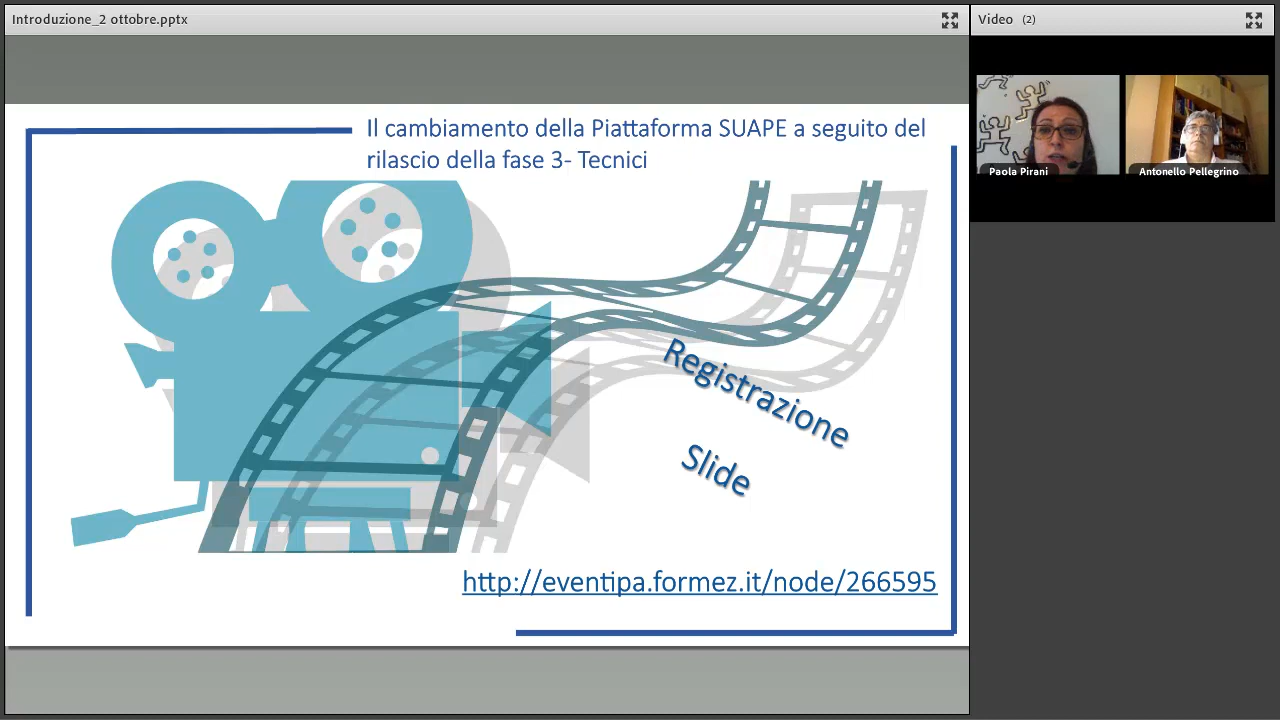 Introduzione_2 ottobre.pptx
Video (2)
Paola Pirani
Antonello Pellegrino
Il cambiamento della Piattaforma SUAPE a seguito del
rilascio della fase 3- Tecnici
Registrazione
Slide
http://eventipa.formez.it/node/266595